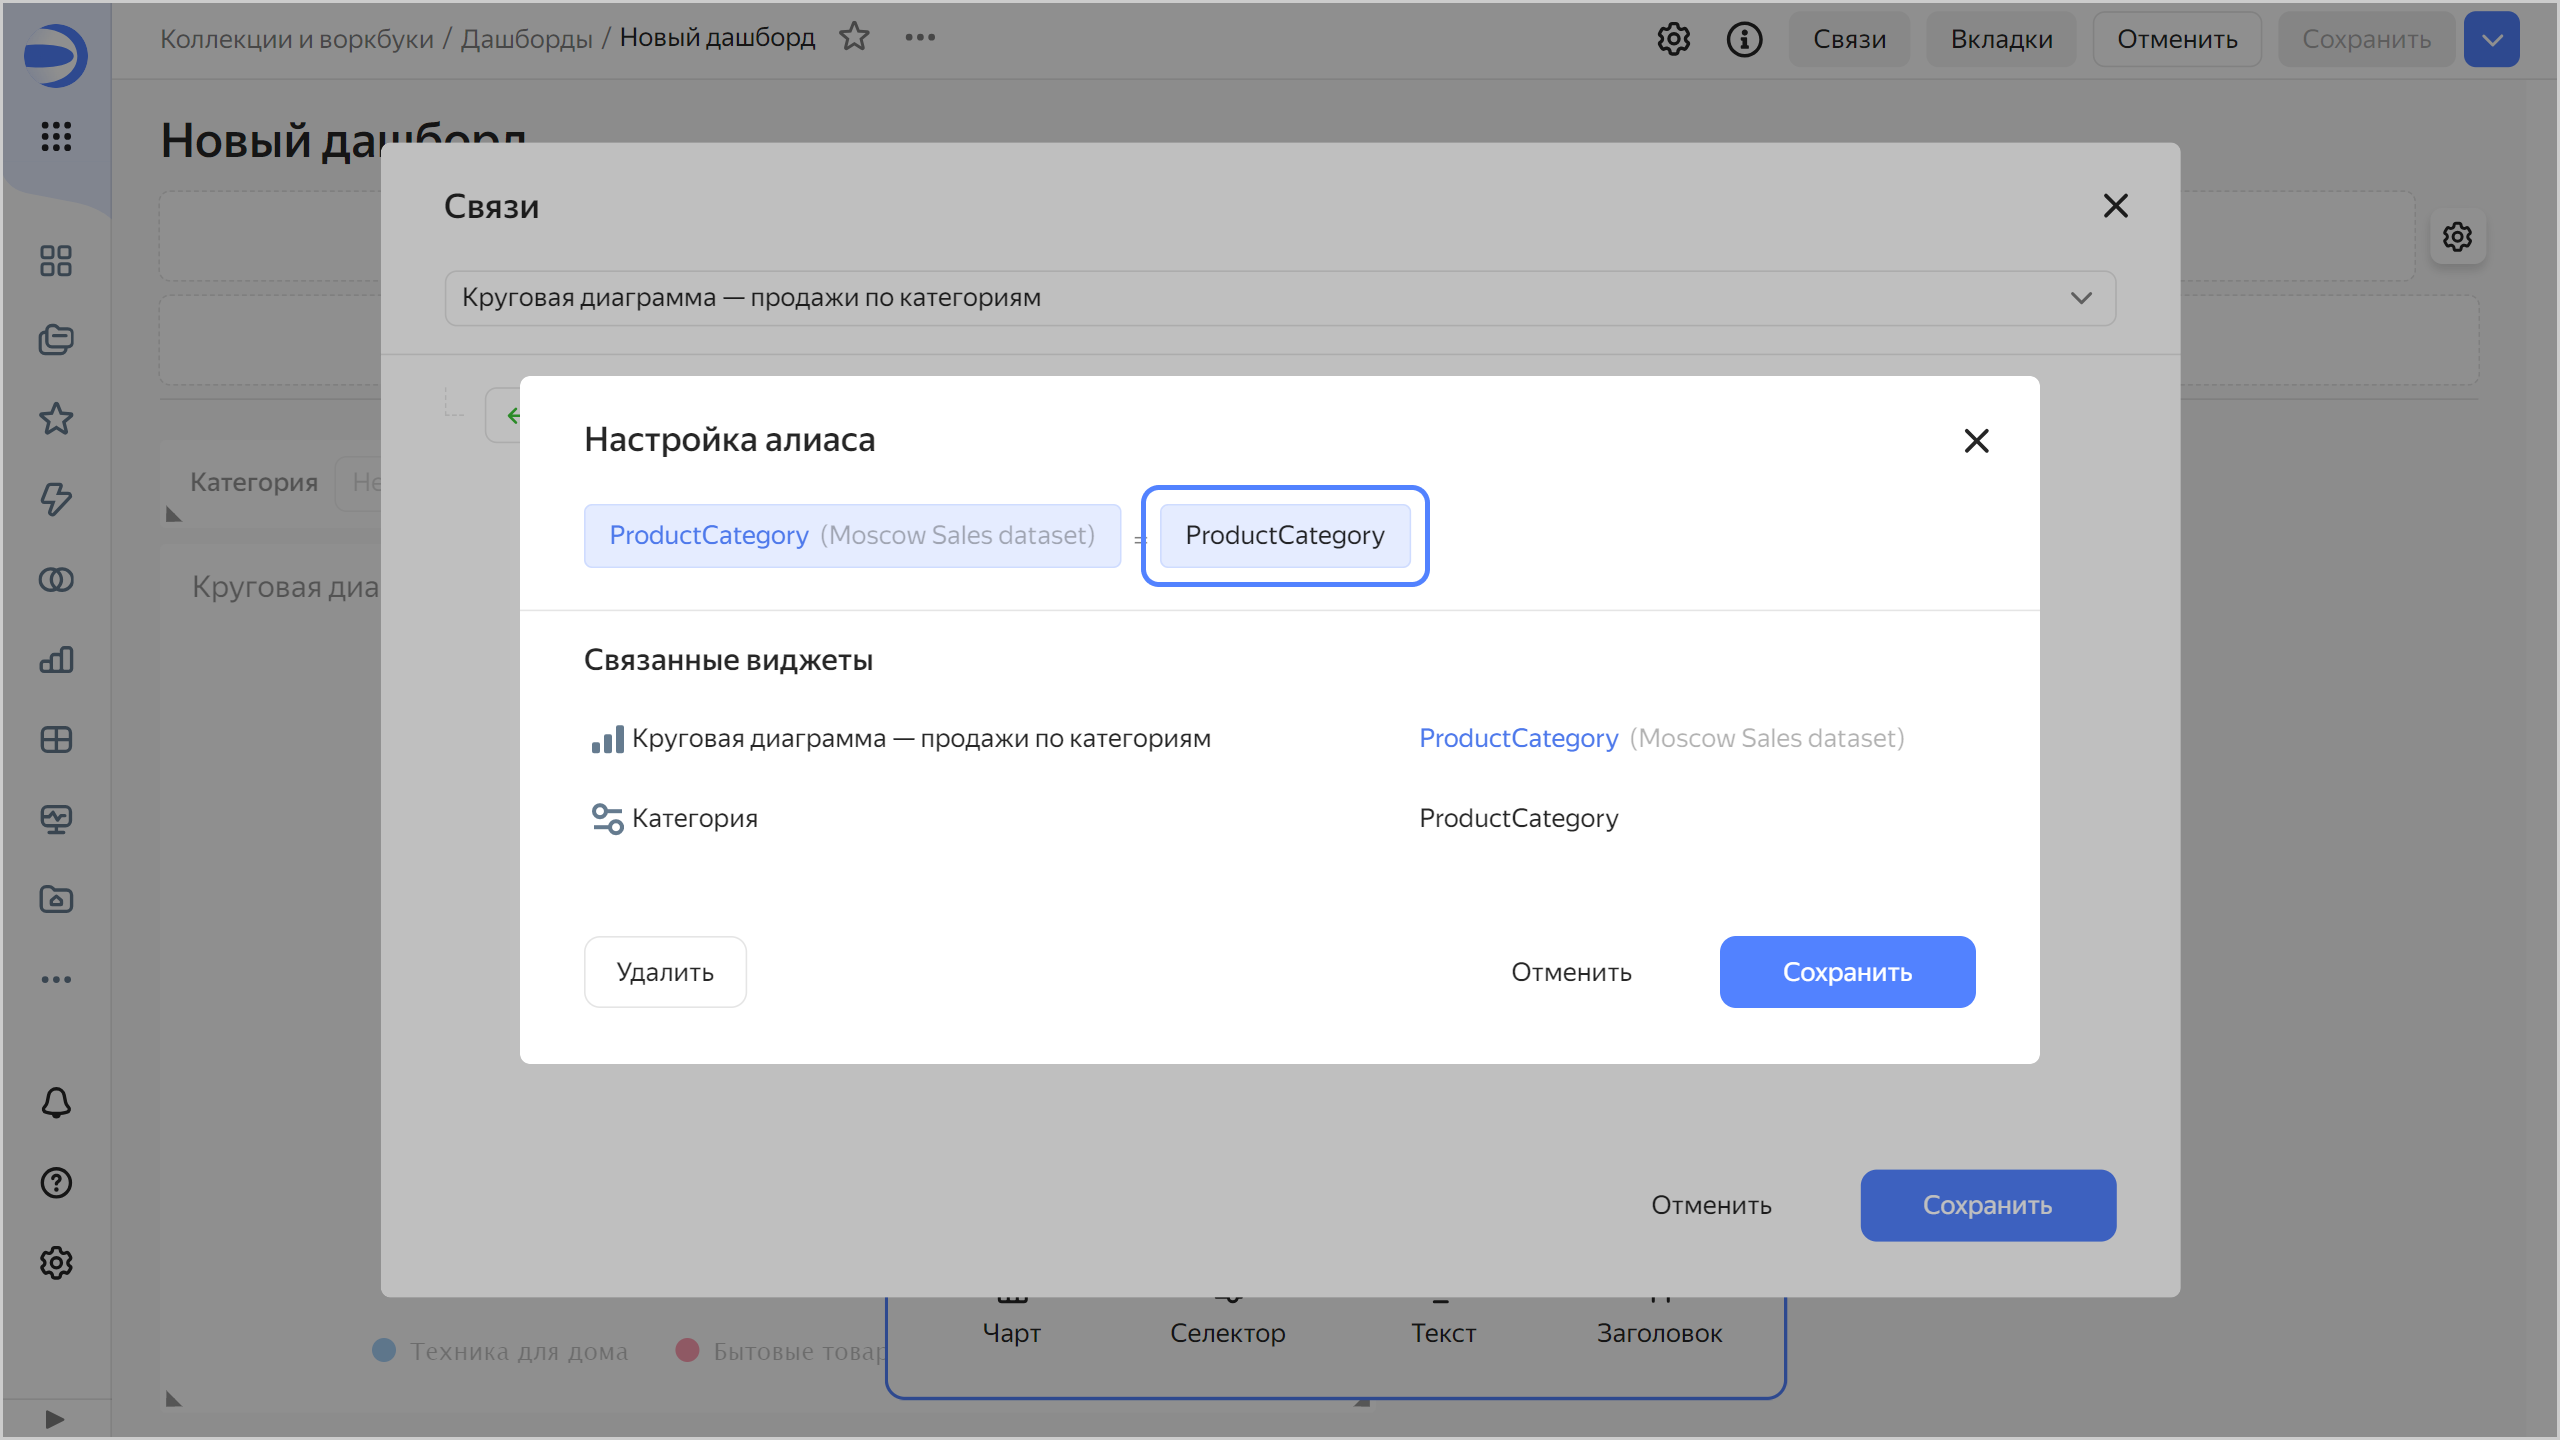 Коллекции и воркбуки / Дашборды / Новый дашборд
Связи
Вкладки
Отменить
Сохранить
Новый дашборд
Связи
Круговая диаграмма — продажи по категориям
Категория
Не
Круговая диа
Настройка алиаса
ProductCategory (Moscow Sales dataset) = ProductCategory
Связанные виджеты
Круговая диаграмма — продажи по категориям ProductCategory (Moscow Sales dataset)
Категория ProductCategory
Удалить
Отменить
Сохранить
Отменить
Сохранить
Чарт
Селектор
Текст
Заголовок
Техника для дома
Бытовые товар